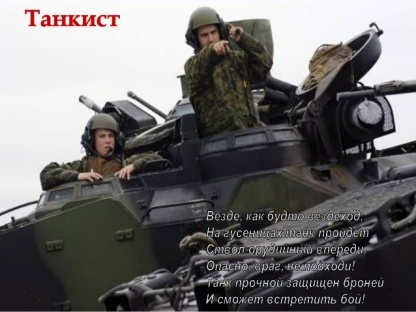 Танкист
Везде, как будто вездеход,
На гусеницах танк пройдет
Ствол орудийный впереди,
Опасно, враг, не подходи!
Танк прочной защищен броней
И сможет встретить бой!